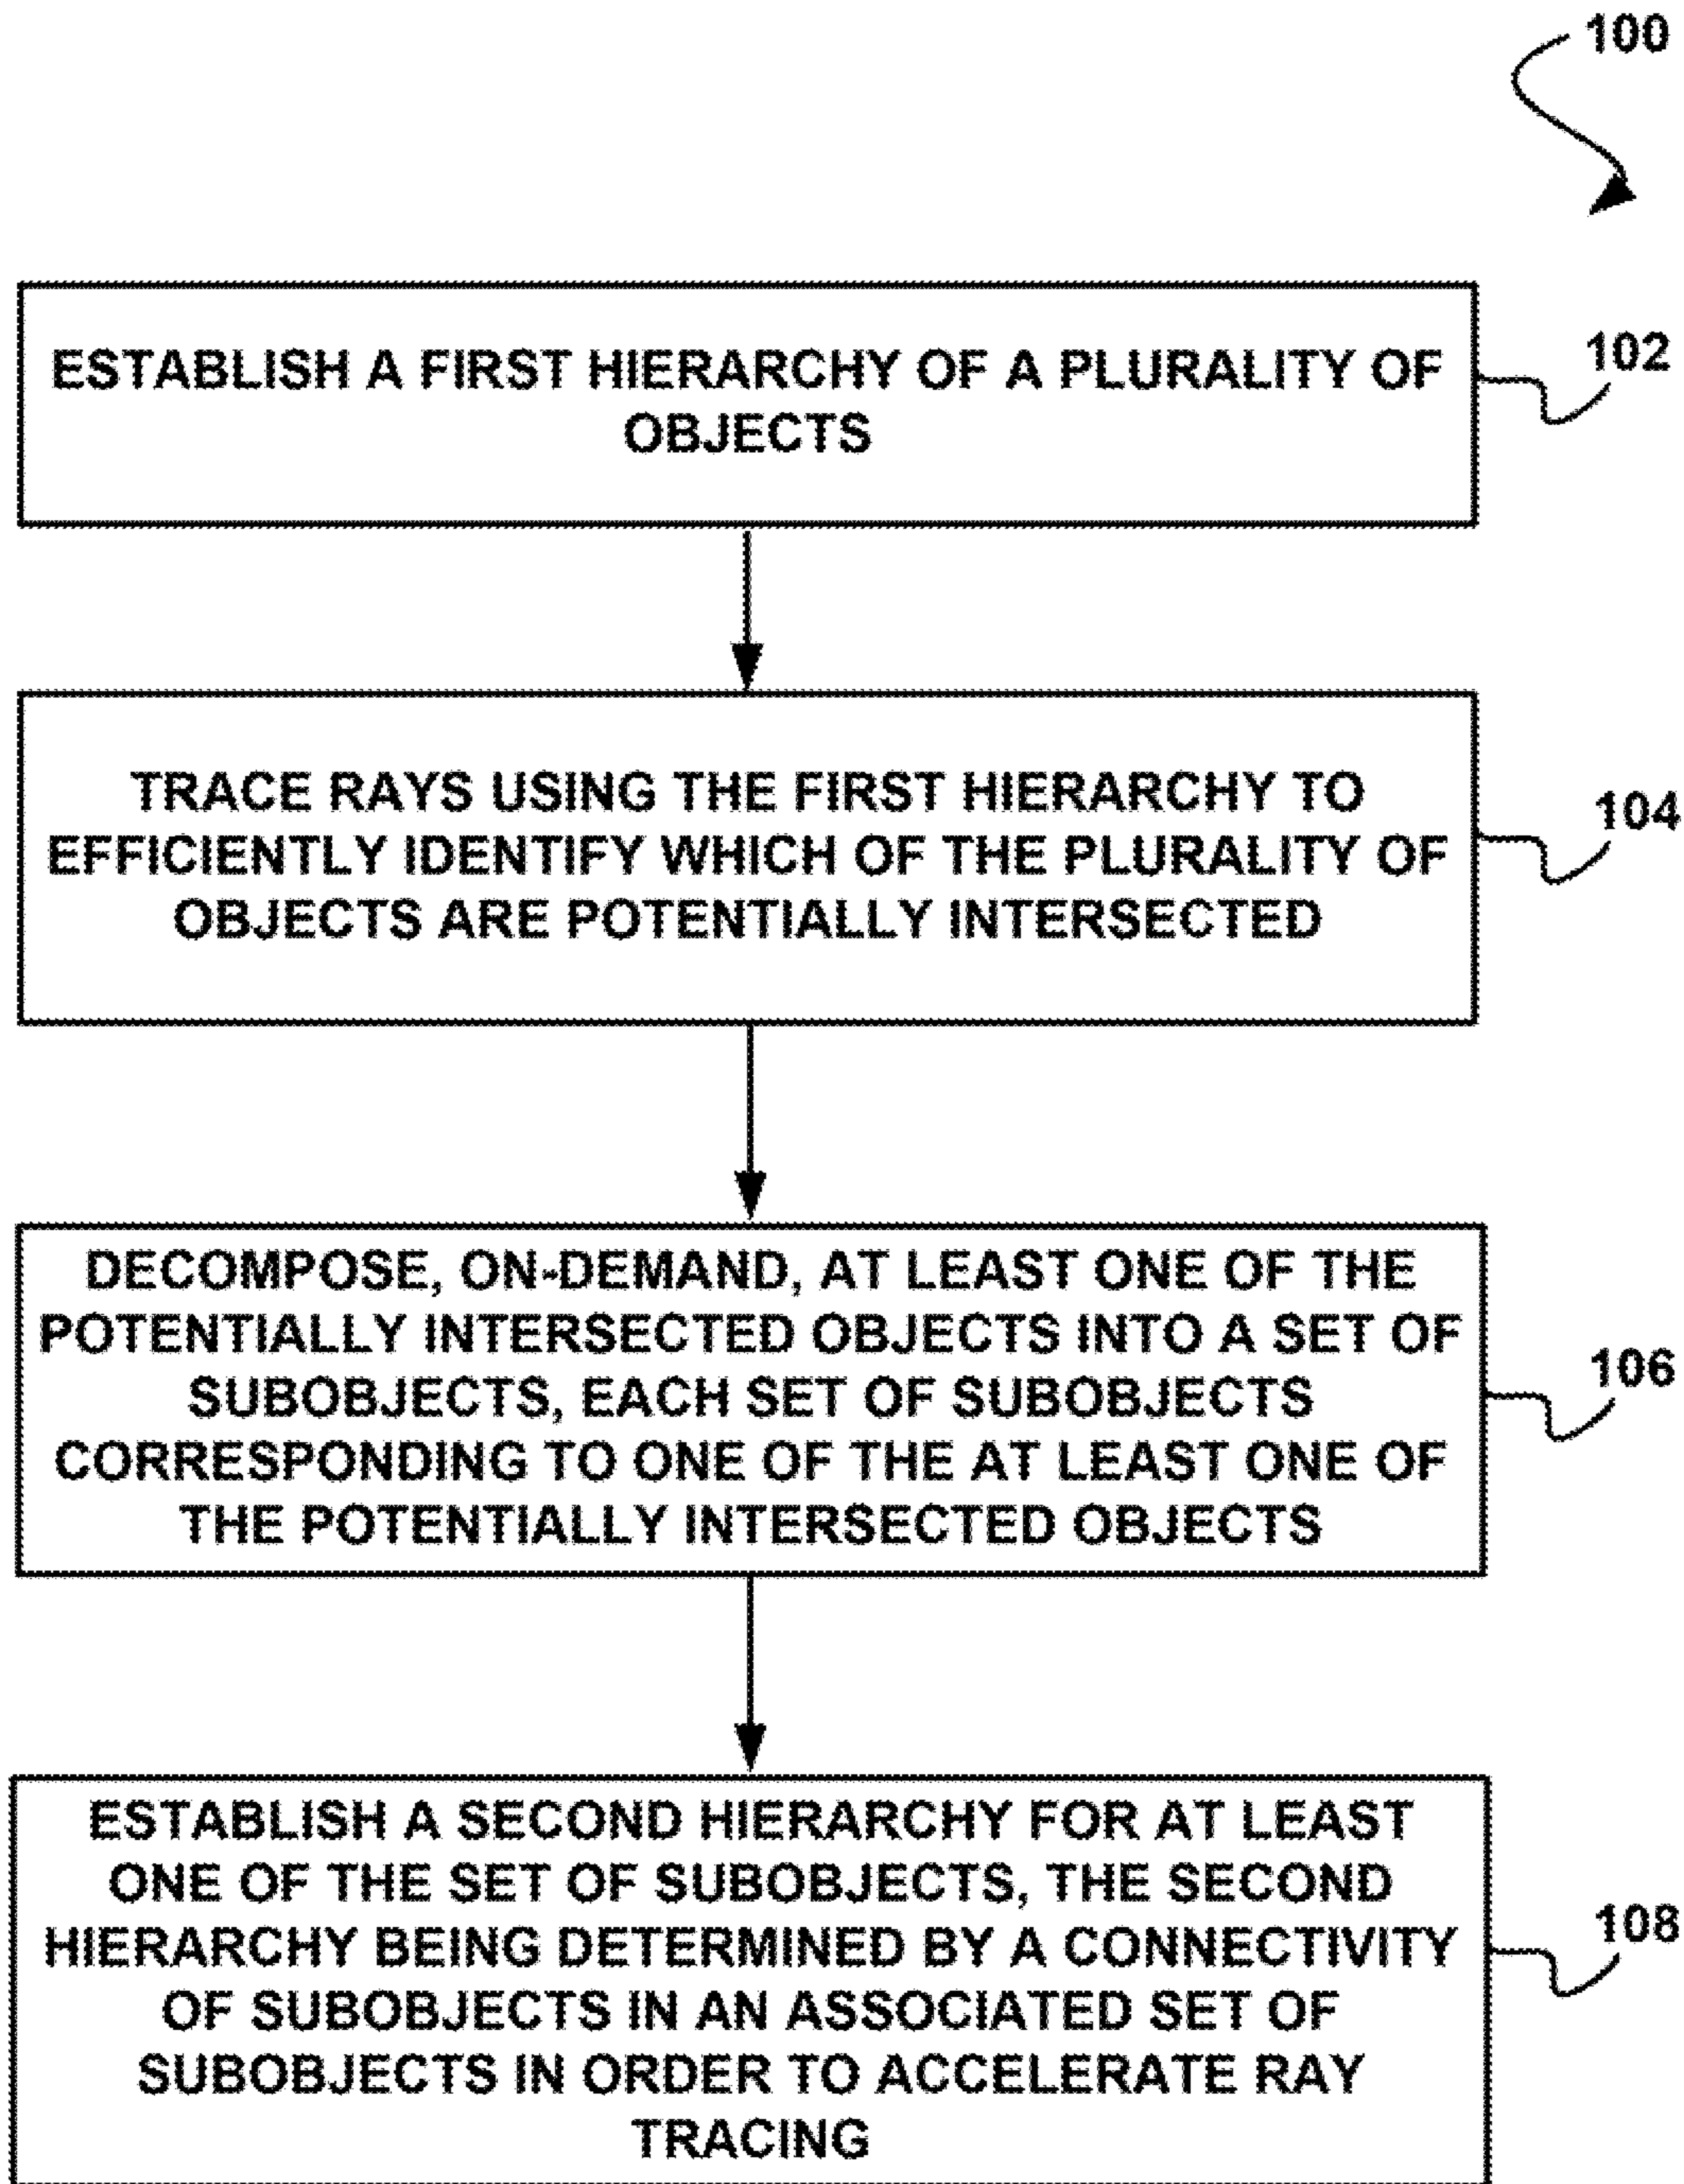 100
ESTABLISH A FIRST HIERARCHY OF A PLURALITY OF
OBJECTS
102
TRACE RAYS USING THE FIRST HIERARCHY TO
EFFICIENTLY IDENTIFY WHICH OF THE PLURALITY OF
OBJECTS ARE POTENTIALLY INTERSECTED
104
DECOMPOSE, ON-DEMAND, AT LEAST ONE OF THE
POTENTIALLY INTERSECTED OBJECTS INTO A SET OF
SUBOBJECTS, EACH SET OF SUBOBJECTS
CORRESPONDING TO ONE OF THE AT LEAST ONE OF
THE POTENTIALLY INTERSECTED OBJECTS
106
ESTABLISH A SECOND HIERARCHY FOR AT LEAST
ONE OF THE SET OF SUBOBJECTS, THE SECOND
HIERARCHY BEING DETERMINED BY A CONNECTIVITY
OF SUBOBJECTS IN AN ASSOCIATED SET OF
SUBOBJECTS IN ORDER TO ACCELERATE RAY
TRACING
108